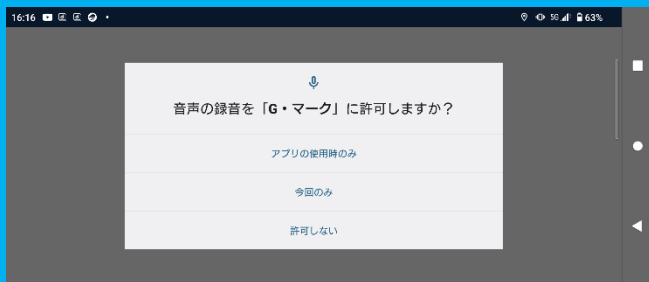 16:16
5G 63%
音声の録音を「G・マーク」に許可しますか？
アプリの使用時のみ
今回のみ
許可しない